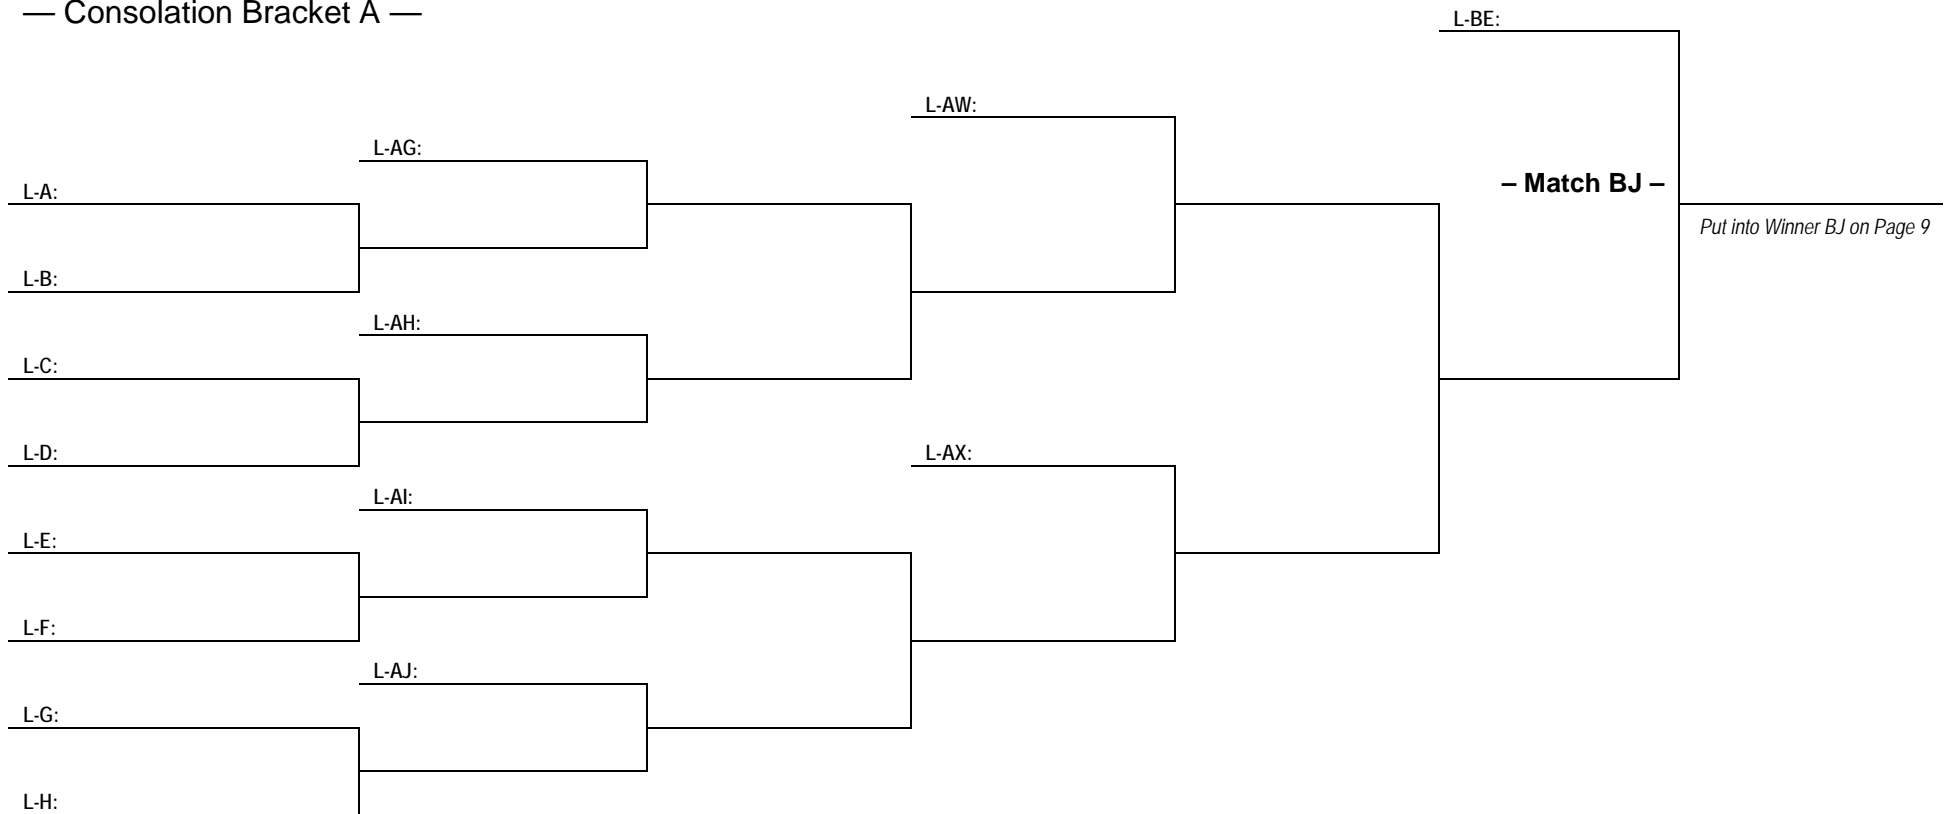 — Consolation Bracket A —
L-BE:
L-AW:
L-AG:
L-A:
– Match BJ –
Put into Winner BJ on Page 9
L-B:
L-AH:
L-C:
L-D:
L-AX:
L-AI:
L-E:
L-F:
L-AJ:
L-G:
L-H: